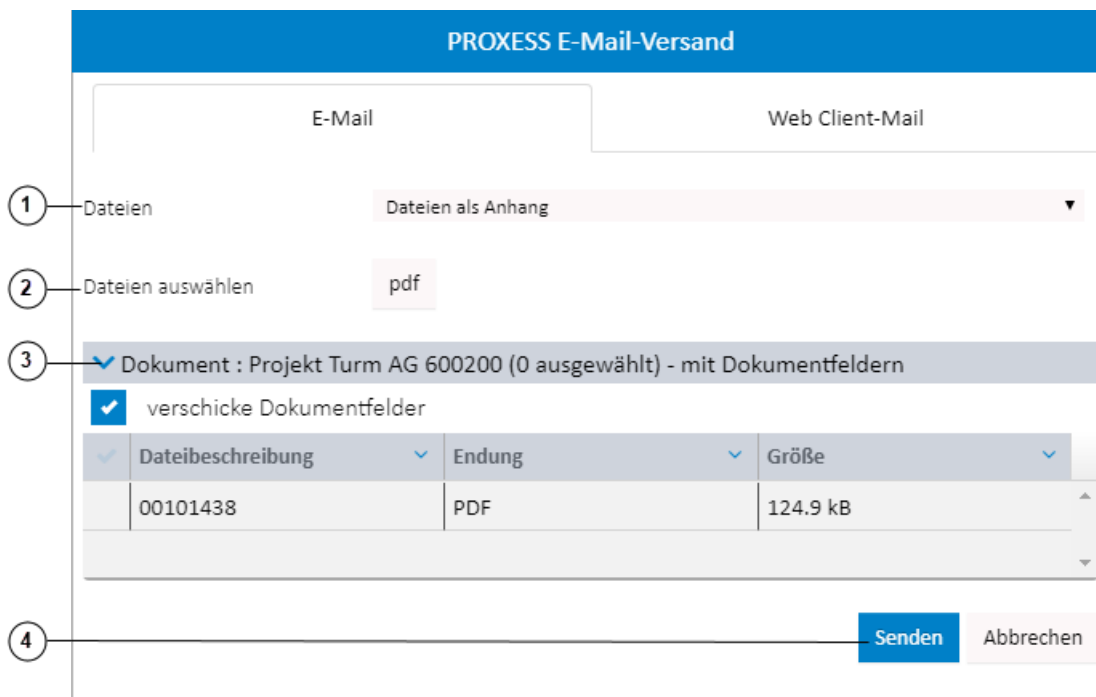 PROXESS E-Mail-Versand
E-Mail Web Client-Mail
1 Dateien Dateien als Anhang
2 Dateien auswählen pdf
3 Dokument : Projekt Turm AG 600200 (0 ausgewählt) - mit Dokumentfeldern
verschicke Dokumentfelder
Dateibeschreibung Endung Größe
00101438 PDF 124.9 kB
4 Senden Abbrechen